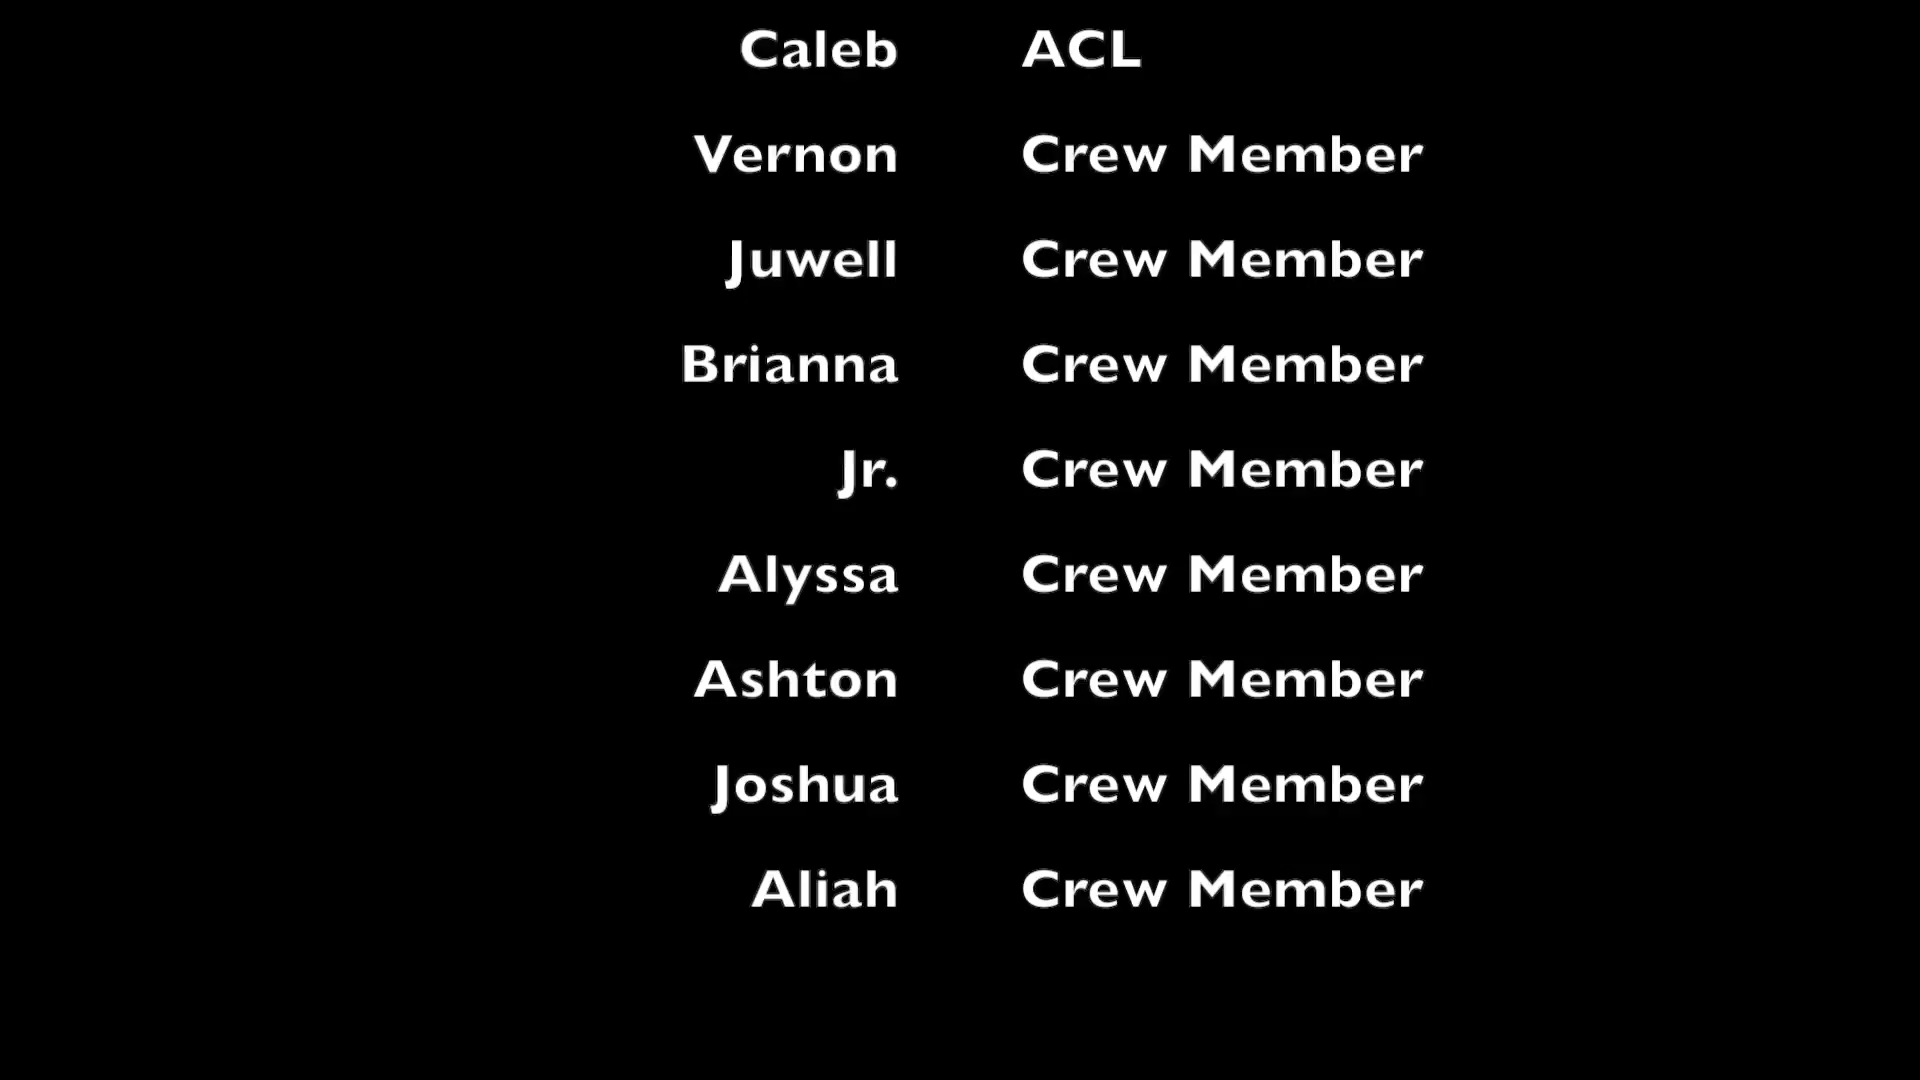 Caleb ACL
Vernon Crew Member
Juwell Crew Member
Brianna Crew Member
Jr. Crew Member
Alyssa Crew Member
Ashton Crew Member
Joshua Crew Member
Aliah Crew Member